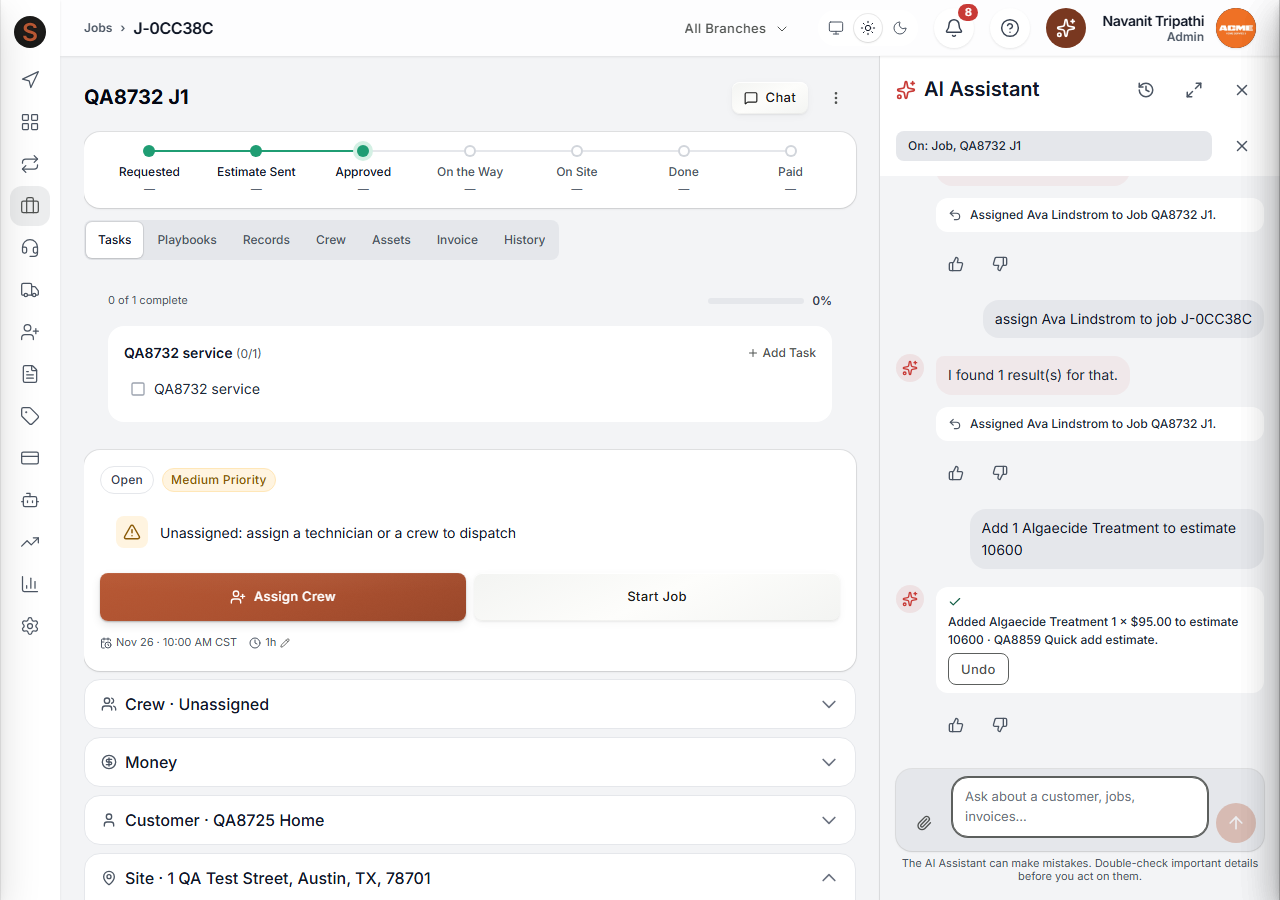 S
Jobs › J-0CC38C
All Branches
8
Navanit Tripathi
Admin
ACME
QA8732 J1
Chat
Requested
Estimate Sent
Approved
On the Way
On Site
Done
Paid
—
—
—
—
—
—
—
Tasks
Playbooks
Records
Crew
Assets
Invoice
History
0 of 1 complete
0%
QA8732 service (0/1)
+ Add Task
QA8732 service
Open
Medium Priority
Unassigned: assign a technician or a crew to dispatch
Assign Crew
Start Job
Nov 26 · 10:00 AM CST
1h
Crew · Unassigned
Money
Customer · QA8725 Home
Site · 1 QA Test Street, Austin, TX, 78701
AI Assistant
On: Job, QA8732 J1
Assigned Ava Lindstrom to Job QA8732 J1.
assign Ava Lindstrom to job J-0CC38C
I found 1 result(s) for that.
Assigned Ava Lindstrom to Job QA8732 J1.
Add 1 Algaecide Treatment to estimate
10600
Added Algaecide Treatment 1 × $95.00 to estimate
10600 · QA8859 Quick add estimate.
Undo
Ask about a customer, jobs,
invoices...
The AI Assistant can make mistakes. Double-check important details
before you act on them.